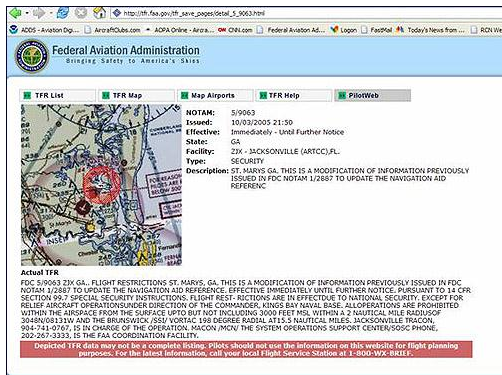 http://tfr.faa.gov/tfr_save_pages/detail_5_9063.html
ADDS - Aviation Digi...
AircraftClubs.com
AOPA Online - Aircra...
CNN.com
Federal Aviation Ad...
Logon
FastMail
Today's News from ...
RCN We
Federal Aviation Administration
Bringing Safety to America's Skies
TFR List
TFR Map
Map Airports
TFR Help
PilotWeb
NOTAM: 5/9063
Issued: 10/03/2005 21:50
Effective: Immediately - Until Further Notice
State: GA
Facility: ZJX - JACKSONVILLE (ARTCC),FL.
Type: SECURITY
Description: ST. MARYS GA. THIS IS A MODIFICATION OF INFORMATION PREVIOUSLY
ISSUED IN FDC NOTAM 1/2887 TO UPDATE THE NAVIGATION AID
REFERENC
Actual TFR
FDC 5/9063 ZJX GA.. FLIGHT RESTRICTIONS ST. MARYS, GA. THIS IS A MODIFICATION OF INFORMATION PREVIOUSLY ISSUED IN FDC
NOTAM 1/2887 TO UPDATE THE NAVIGATION AID REFERENCE. EFFECTIVE IMMEDIATELY UNTIL FURTHER NOTICE. PURSUANT TO 14 CFR
SECTION 99.7 SPECIAL SECURITY INSTRUCTIONS. FLIGHT REST- RICTIONS ARE IN EFFECTDUE TO NATIONAL SECURITY. EXCEPT FOR
RELIEF AIRCRAFT OPERATIONSUNDER DIRECTION OF THE COMMANDER, KINGS BAY NAVAL BASE. ALLOPERATIONS ARE PROHIBITED
WITHIN THE AIRSPACE FROM THE SURFACE UPTO BUT NOT INCLUDING 3000 FEET MSL WITHIN A 2 NAUTICAL MILE RADIUSOF
3048N/08131W AND THE BRUNSWICK /SSI/ VORTAC 198 DEGREE RADIAL AT15.5 NAUTICAL MILES. JACKSONVILLE TRACON,
904-741-0767, IS IN CHARGE OF THE OPERATION. MACON /MCN/ THE SYSTEM OPERATIONS SUPPORT CENTER/SOSC PHONE,
202-267-3333, IS THE FAA COORDINATION FACILITY.
Depicted TFR data may not be a complete listing. Pilots should not use the information on this website for flight planning
purposes. For the latest information, call your local Flight Service Station at 1-800-WX-BRIEF.